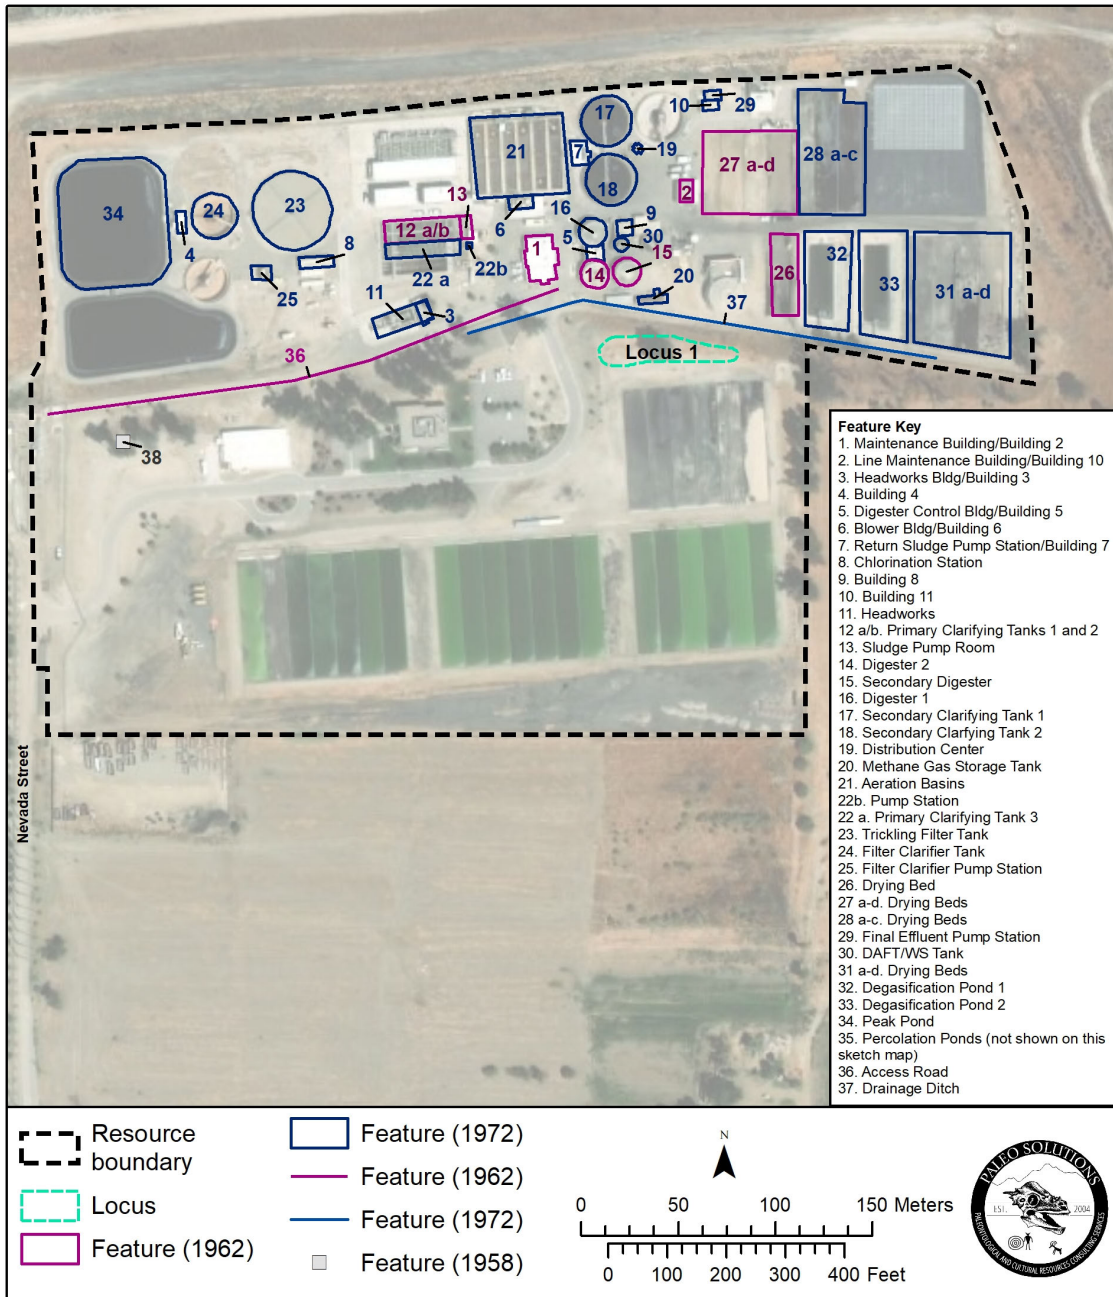 17
10
29
21
7
19
27 a-d
28 a-c
34
24
23
13
18
2
4
6
16
9
12 a/b
1
5
30
15
8
22b
14
26
32
33
31 a-d
25
22 a
20
11
3
37
36
Locus 1
38
Nevada Street
Feature Key
1. Maintenance Building/Building 2
2. Line Maintenance Building/Building 10
3. Headworks Bldg/Building 3
4. Building 4
5. Digester Control Bldg/Building 5
6. Blower Bldg/Building 6
7. Return Sludge Pump Station/Building 7
8. Chlorination Station
9. Building 8
10. Building 11
11. Headworks
12 a/b. Primary Clarifying Tanks 1 and 2
13. Sludge Pump Room
14. Digester 2
15. Secondary Digester
16. Digester 1
17. Secondary Clarifying Tank 1
18. Secondary Clarfying Tank 2
19. Distribution Center
20. Methane Gas Storage Tank
21. Aeration Basins
22b. Pump Station
22 a. Primary Clarifying Tank 3
23. Trickling Filter Tank
24. Filter Clarifier Tank
25. Filter Clarifier Pump Station
26. Drying Bed
27 a-d. Drying Beds
28 a-c. Drying Beds
29. Final Effluent Pump Station
30. DAFT/WS Tank
31 a-d. Drying Beds
32. Degasification Pond 1
33. Degasification Pond 2
34. Peak Pond
35. Percolation Ponds (not shown on this
sketch map)
36. Access Road
37. Drainage Ditch
Resource
boundary
Locus
Feature (1962)
Feature (1972)
Feature (1962)
Feature (1972)
Feature (1958)
N
0 50 100 150 Meters
0 100 200 300 400 Feet
PALEO SOLUTIONS
EST. 2004
PALEONTOLOGICAL AND CULTURAL RESOURCES CONSULTING SERVICES